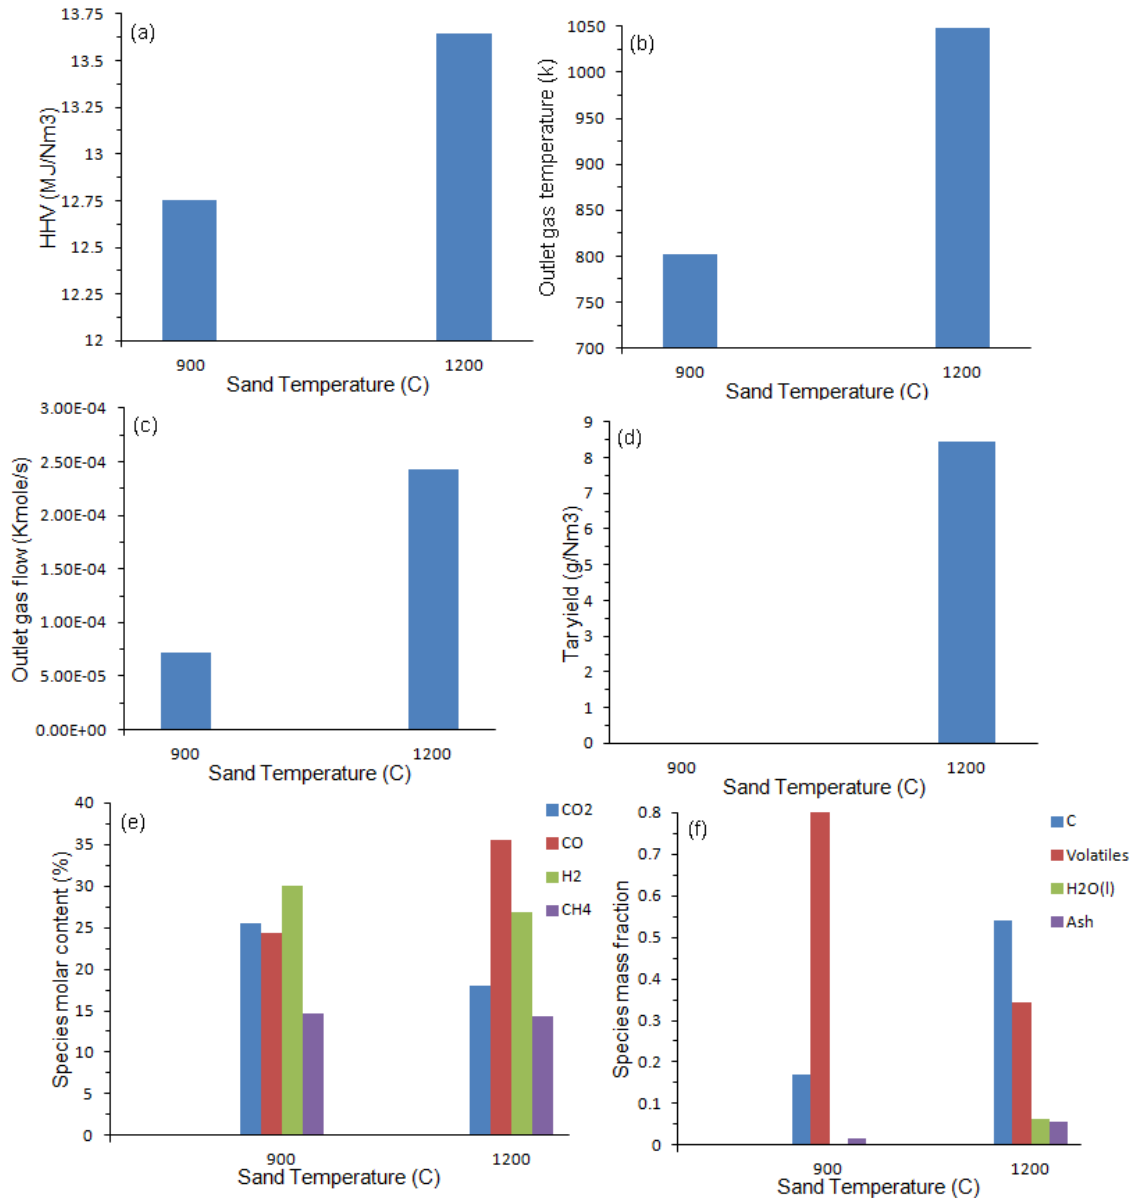 (a)
HHV (MJ/Nm3)
13.75
13.5
13.25
13
12.75
12.5
12.25
12
900
1200
Sand Temperature (C)
(b)
Outlet gas temperature (k)
1050
1000
950
900
850
800
750
700
900
1200
Sand Temperature (C)
(c)
Outlet gas flow (Kmole/s)
3.00E-04
2.50E-04
2.00E-04
1.50E-04
1.00E-04
5.00E-05
0.00E+00
900
1200
Sand Temperature (C)
(d)
Tar yield (g/Nm3)
9
8
7
6
5
4
3
2
1
0
900
1200
Sand Temperature (C)
(e)
Species molar content (%)
40
35
30
25
20
15
10
5
0
900
1200
Sand Temperature (C)
CO2
CO
H2
CH4
(f)
Species mass fraction
0.8
0.7
0.6
0.5
0.4
0.3
0.2
0.1
0
900
1200
Sand Temperature (C)
C
Volatiles
H2O(l)
Ash